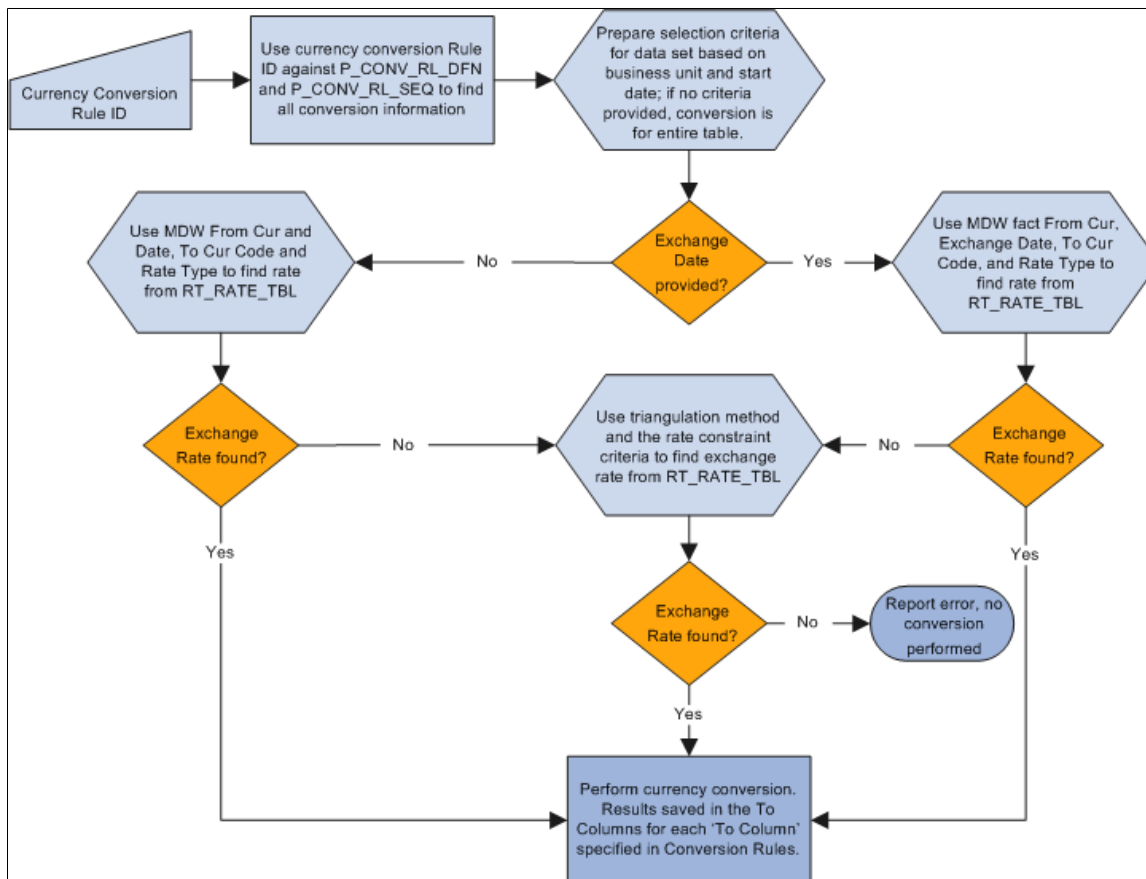 Currency Conversion
Rule ID
Use currency conversion Rule
ID against P_CONV_RL_DFN
and P_CONV_RL_SEQ to find
all conversion information
Prepare selection criteria
for data set based on
business unit and start
date; if no criteria
provided, conversion is
for entire table.
Use MDW From Cur and
Date, To Cur Code and
Rate Type to find rate
from RT_RATE_TBL
No
Exchange
Date
provided?
Yes
Use MDW fact From Cur,
Exchange Date, To Cur
Code, and Rate Type to
find rate from
RT_RATE_TBL
Exchange
Rate found?
No
Use triangulation method
and the rate constraint
criteria to find exchange
rate from RT_RATE_TBL
No
Exchange
Rate found?
Yes
Yes
Exchange
Rate found?
No
Report error, no
conversion
performed
Yes
Perform currency conversion.
Results saved in the To
Columns for each ‘To Column’
specified in Conversion Rules.